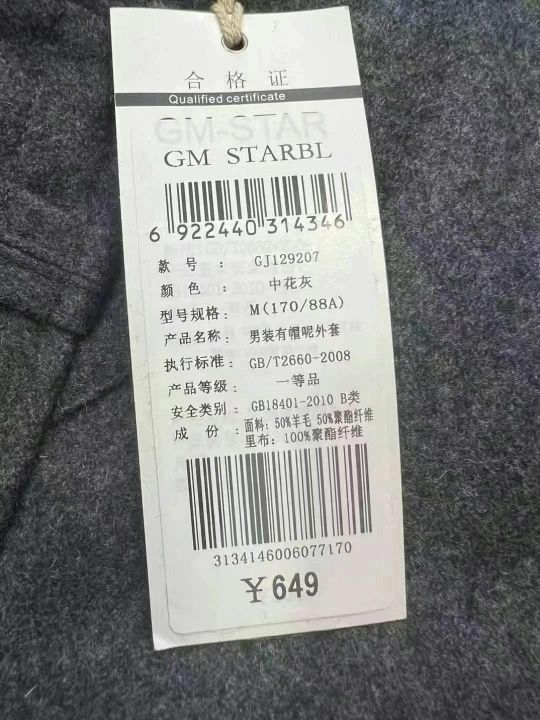 合格证
Qualified certificate
GM-STAR
GM STARBL
6 922440 314346
款号: GJ129207
颜色: 中花灰
型号规格: M(170/88A)
产品名称: 男装有帽呢外套
执行标准: GB/T2660-2008
产品等级: 一等品
安全类别: GB18401-2010 B类
成份: 面料: 50%羊毛 50%聚酯纤维
里布: 100%聚酯纤维
3134146006077170
¥649